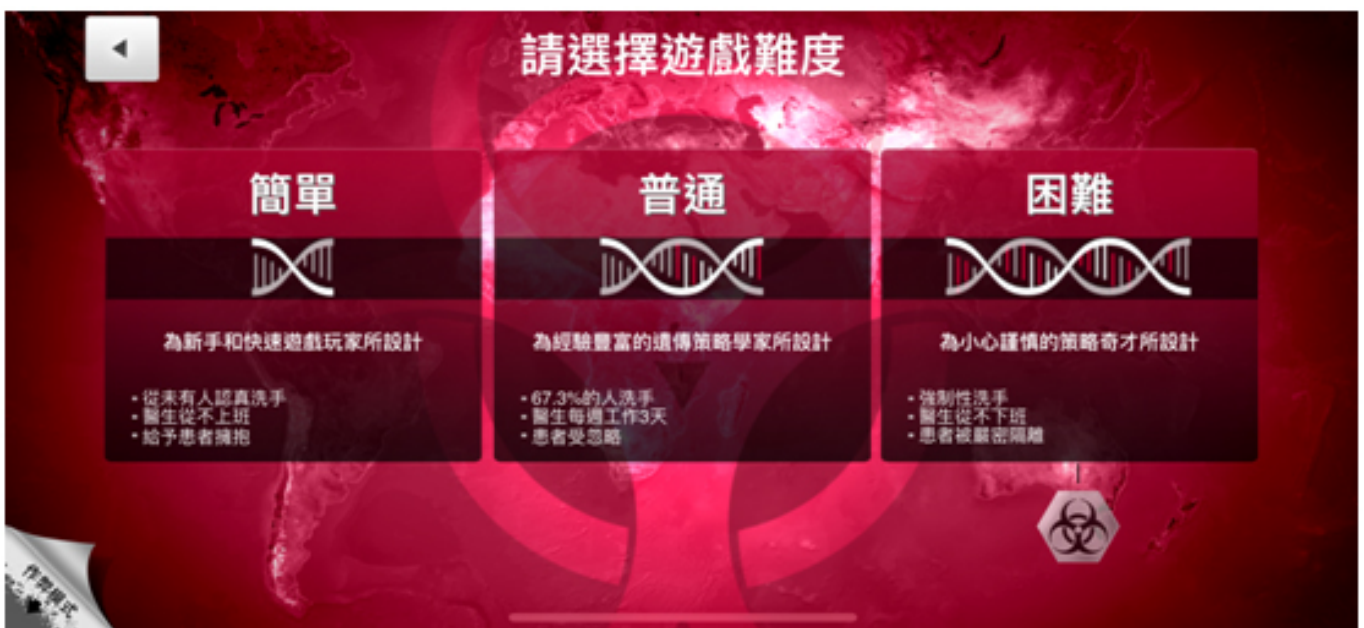 請選擇遊戲難度
簡單
為新手和快速遊戲玩家所設計
▪ 從未有人認真洗手
▪ 醫生從不上班
▪ 給予患者擁抱
普通
為經驗豐富的遺傳策略學家所設計
▪ 67.3%的人洗手
▪ 醫生每週工作3天
▪ 患者受忽略
困難
為小心謹慎的策略奇才所設計
▪ 強制性洗手
▪ 醫生從不下班
▪ 患者被嚴密隔離
作弊模式